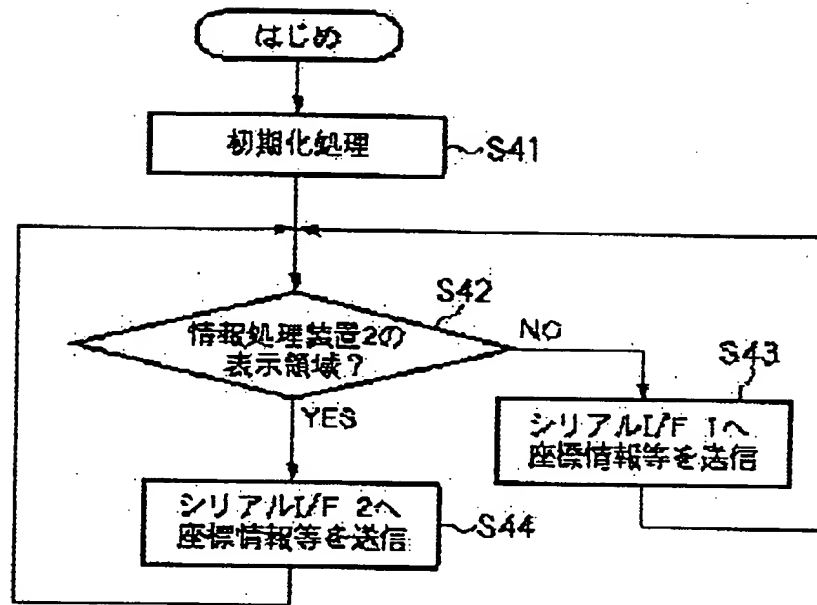 はじめ
初期化処理
S41
S42
情報処理装置2の
表示領域?
NO
YES
S43
シリアルI/F 1へ
座標情報等を送信
シリアルI/F 2へ
座標情報等を送信
S44